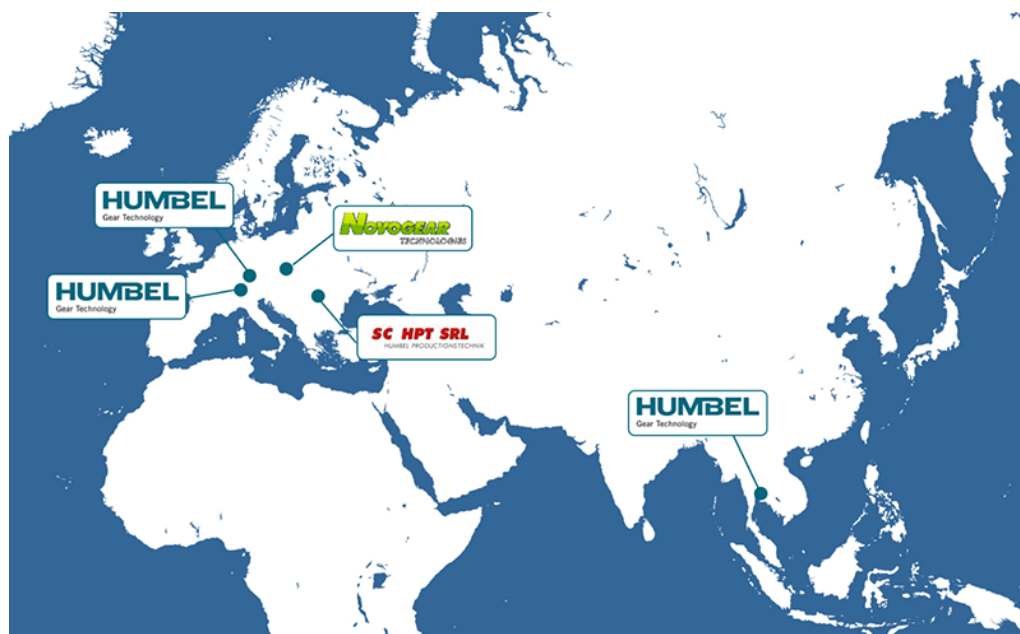 HUMBEL
Gear Technology
NOVOGEAR
TECHNOLOGIES
HUMBEL
Gear Technology
SC HPT SRL
HUMBEL PRODUCTIONSTECHNIK
HUMBEL
Gear Technology